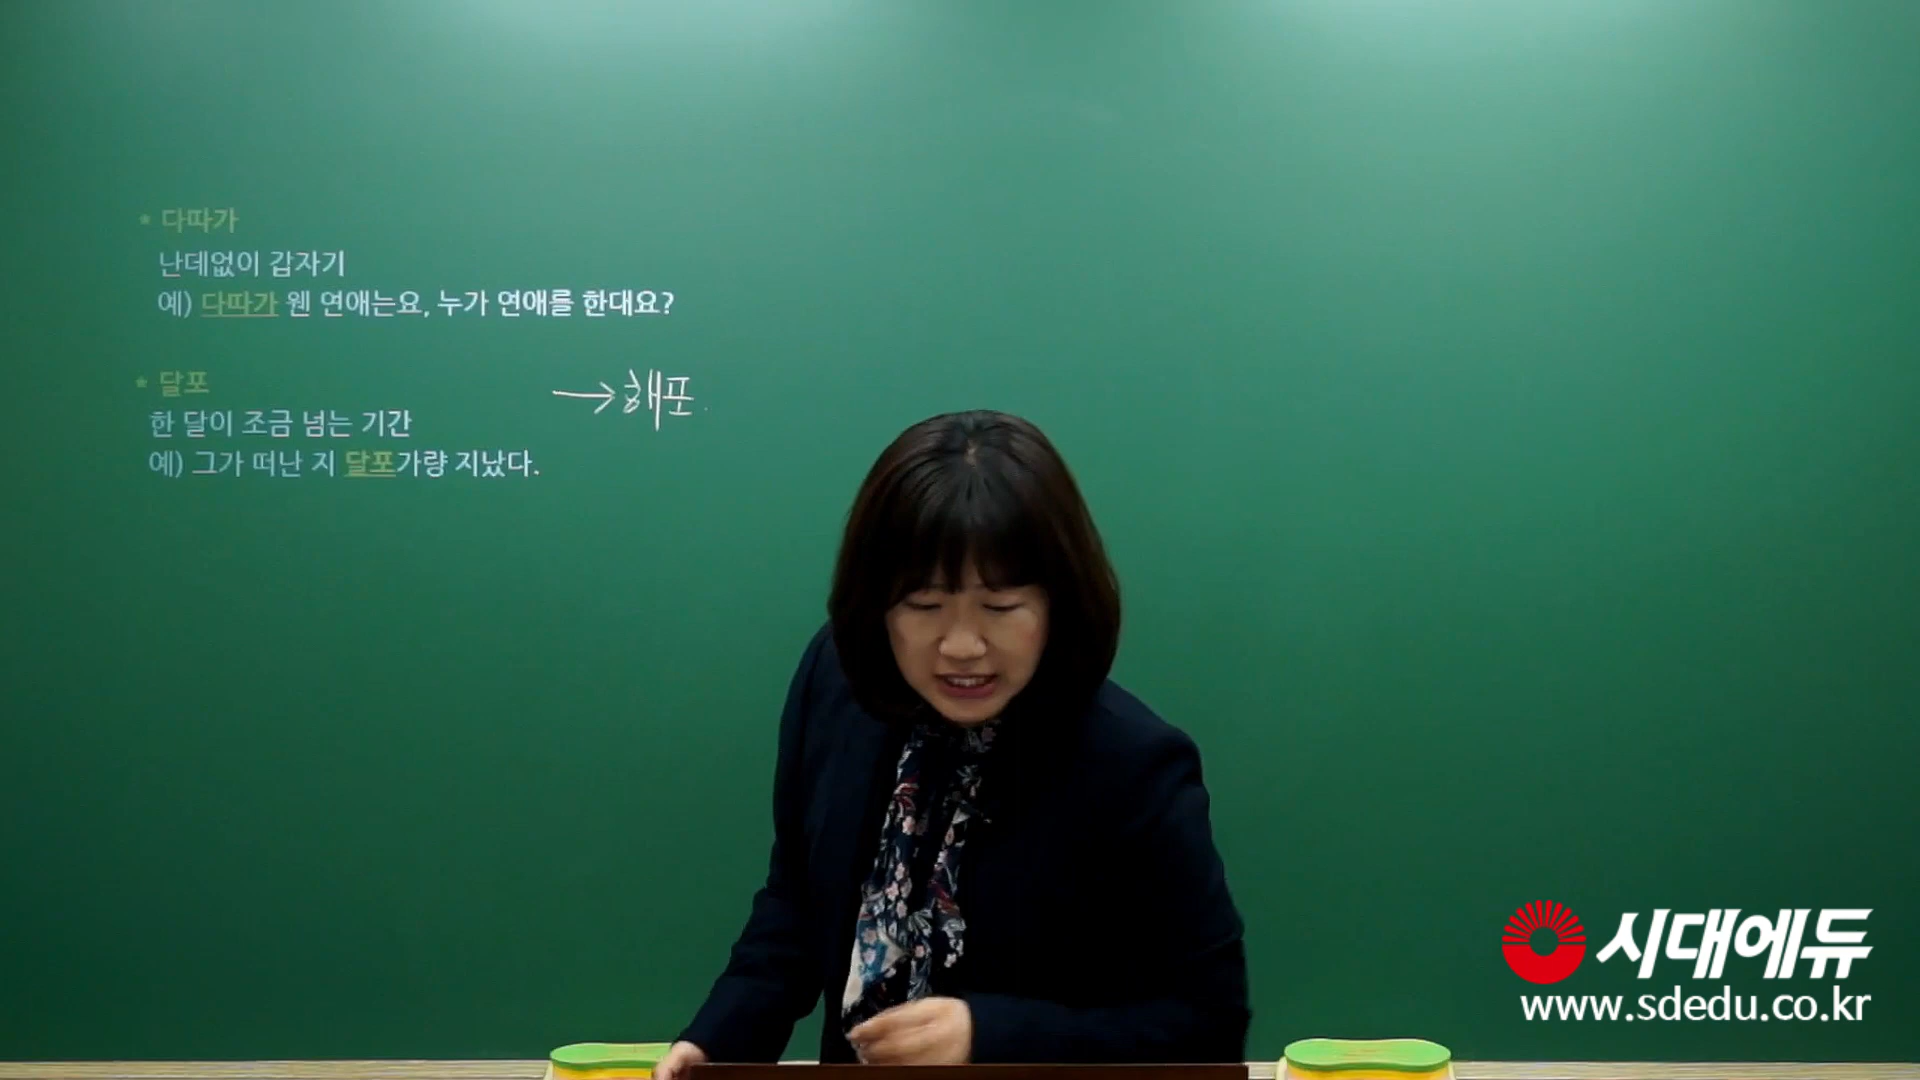 * 다따가
난데없이 갑자기
예) 다따가 웬 연애는요, 누가 연애를 한대요?
* 달포
→해포.
한 달이 조금 넘는 기간
예) 그가 떠난 지 달포가량 지났다.
시대에듀
www.sdedu.co.kr